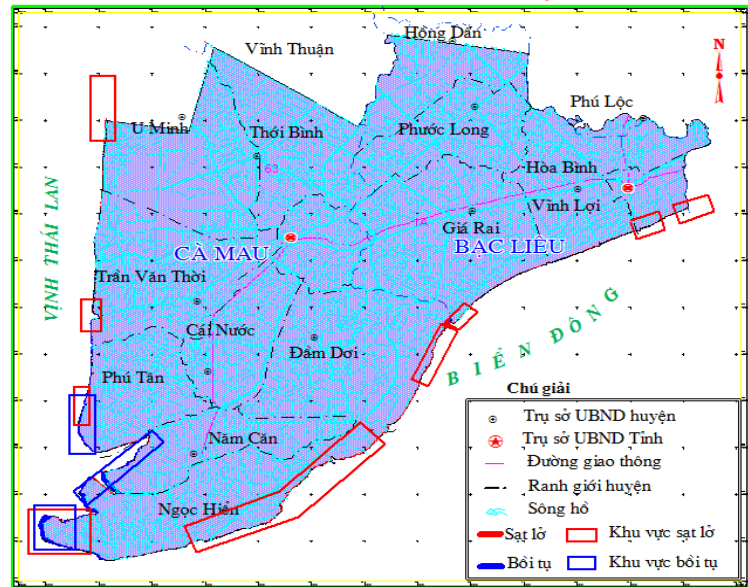 Hồng Dân
Vĩnh Thuận
N
Phú Lộc
U Minh
Thới Bình
Phước Long
63
Hòa Bình
Vĩnh Lợi
1A
Giá Rai
BẠC LIÊU
CÀ MAU
VỊNH THÁI LAN
Trần Văn Thời
Cái Nước
Đầm Dơi
BIỂN ĐÔNG
Phú Tân
Năm Căn
Ngọc Hiển
Chú giải
Trụ sở UBND huyện
Trụ sở UBND Tỉnh
Đường giao thông
Ranh giới huyện
Sông hồ
Sạt lở Khu vực sạt lở
Bồi tụ Khu vực bồi tụ